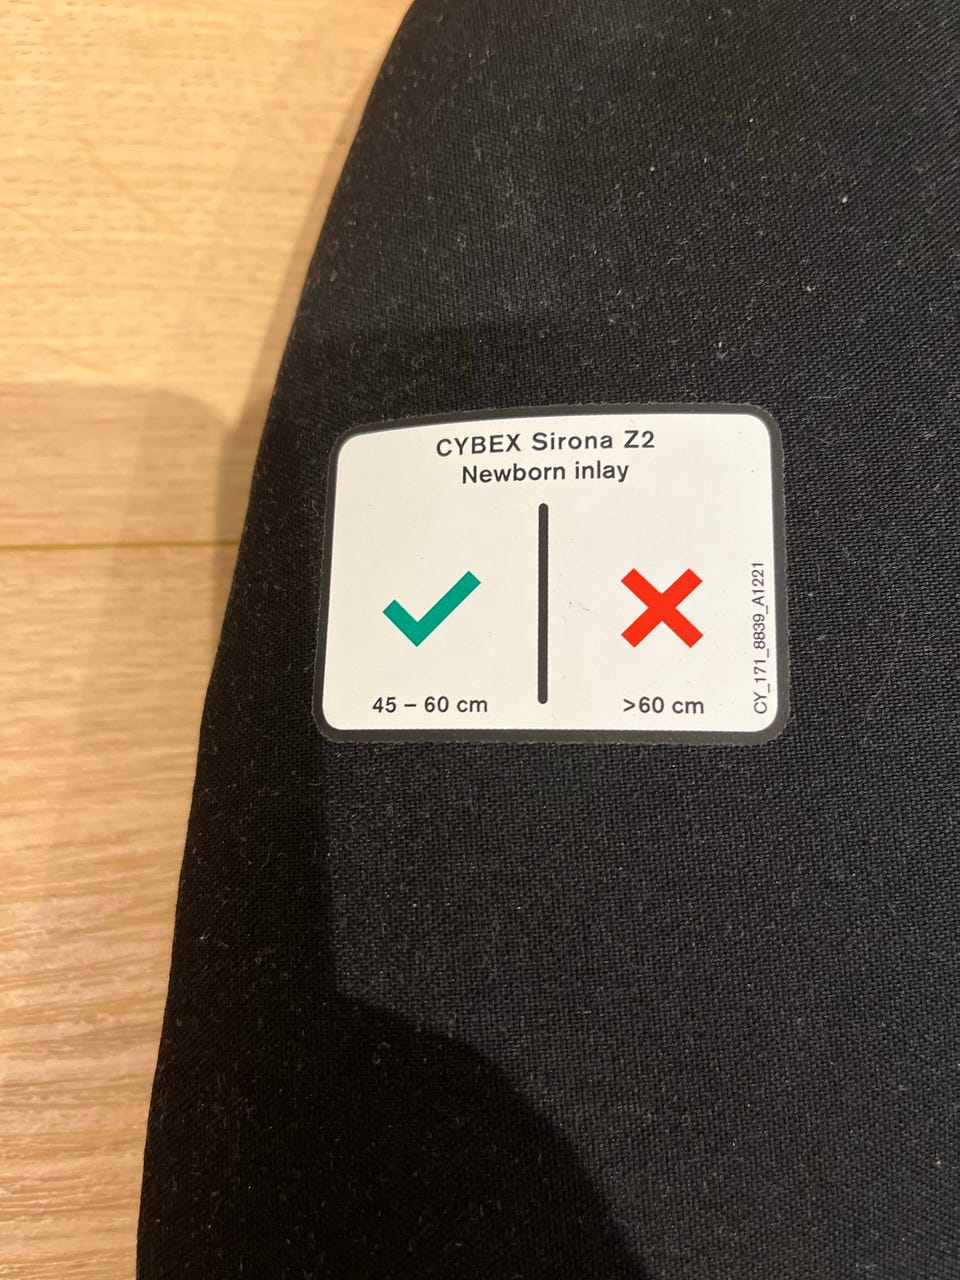 CYBEX Sirona Z2
Newborn inlay
45 – 60 cm
>60 cm
CY_171_8839_A1221